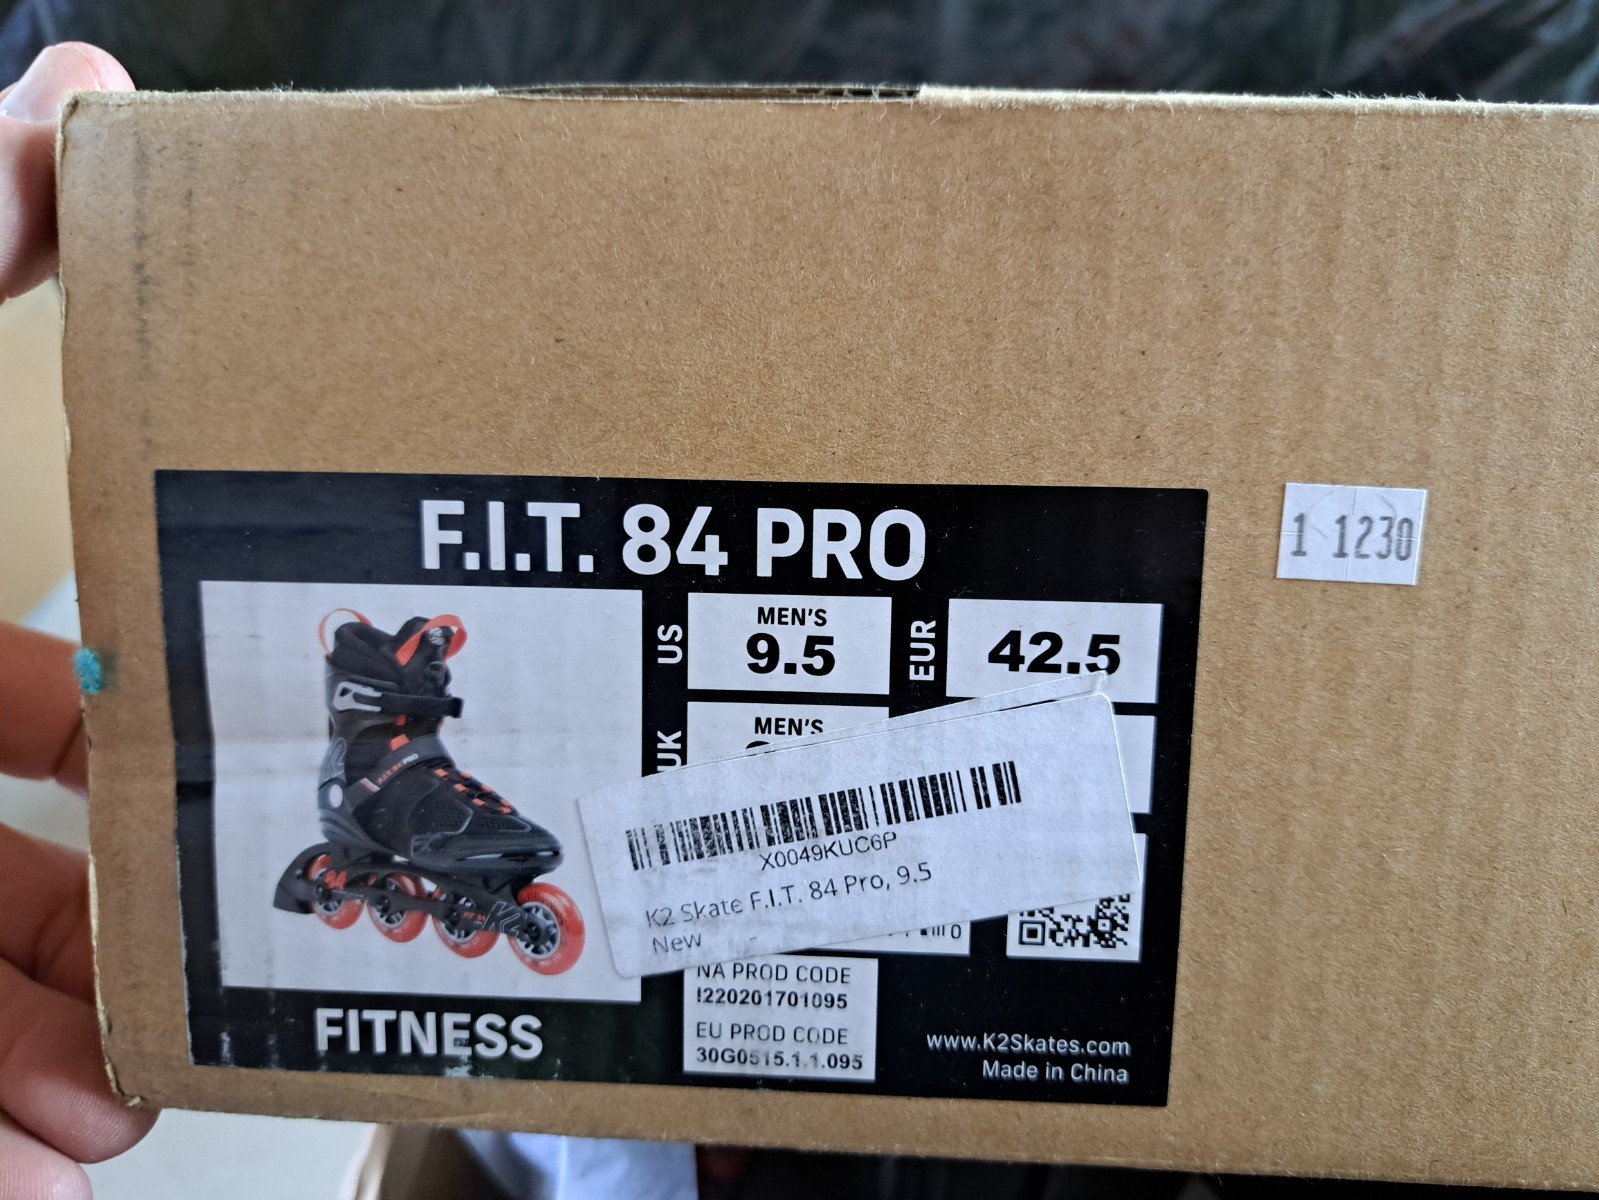 F.I.T. 84 PRO
1 1230
US
MEN'S
9.5
EUR
42.5
UK
MEN'S
X0049KUC6P
K2 Skate F.I.T. 84 Pro, 9.5
New
NA PROD CODE
I220201701095
EU PROD CODE
30G0515.1.1.095
FITNESS
www.K2Skates.com
Made in China